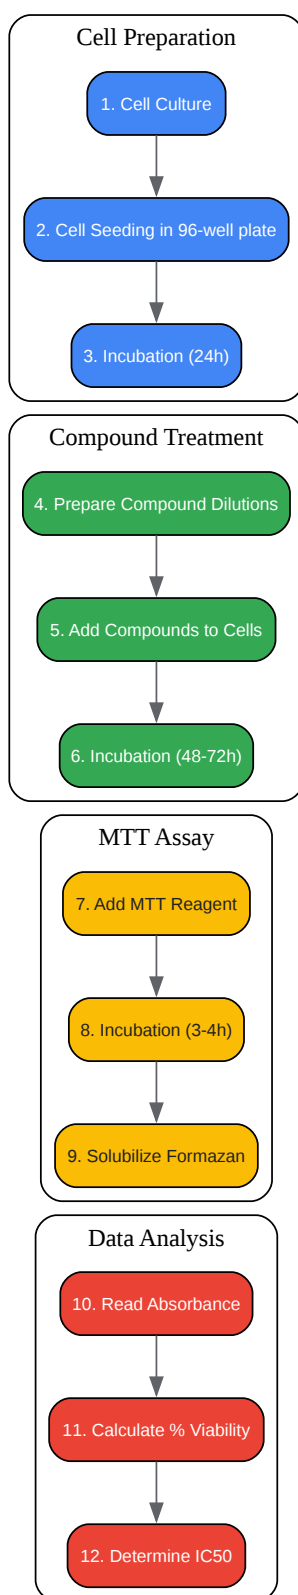 Cell Preparation
1. Cell Culture
2. Cell Seeding in 96-well plate
3. Incubation (24h)
Compound Treatment
4. Prepare Compound Dilutions
5. Add Compounds to Cells
6. Incubation (48-72h)
MTT Assay
7. Add MTT Reagent
8. Incubation (3-4h)
9. Solubilize Formazan
Data Analysis
10. Read Absorbance
11. Calculate % Viability
12. Determine IC50